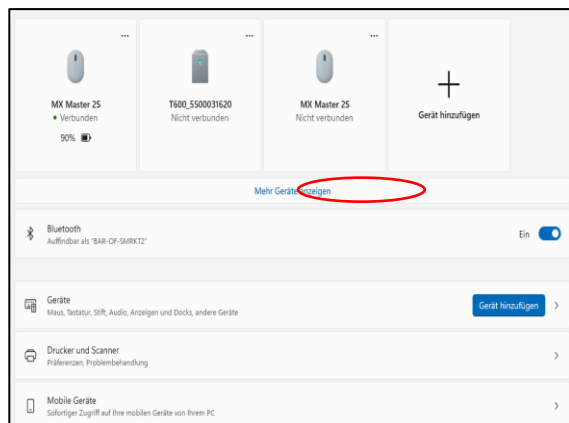 MX Master 2S
• Verbunden
90%
T600_5500031620
Nicht verbunden
MX Master 2S
Nicht verbunden
Gerät hinzufügen
Mehr Geräte anzeigen
Bluetooth
Auffindbar als "BAR-OF-SMRKT2"
Ein
Geräte
Maus, Tastatur, Stift, Audio, Anzeigen und Docks, andere Geräte
Gerät hinzufügen
Drucker und Scanner
Präferenzen, Problembehandlung
Mobile Geräte
Sofortiger Zugriff auf Ihre mobilen Geräte von Ihrem PC